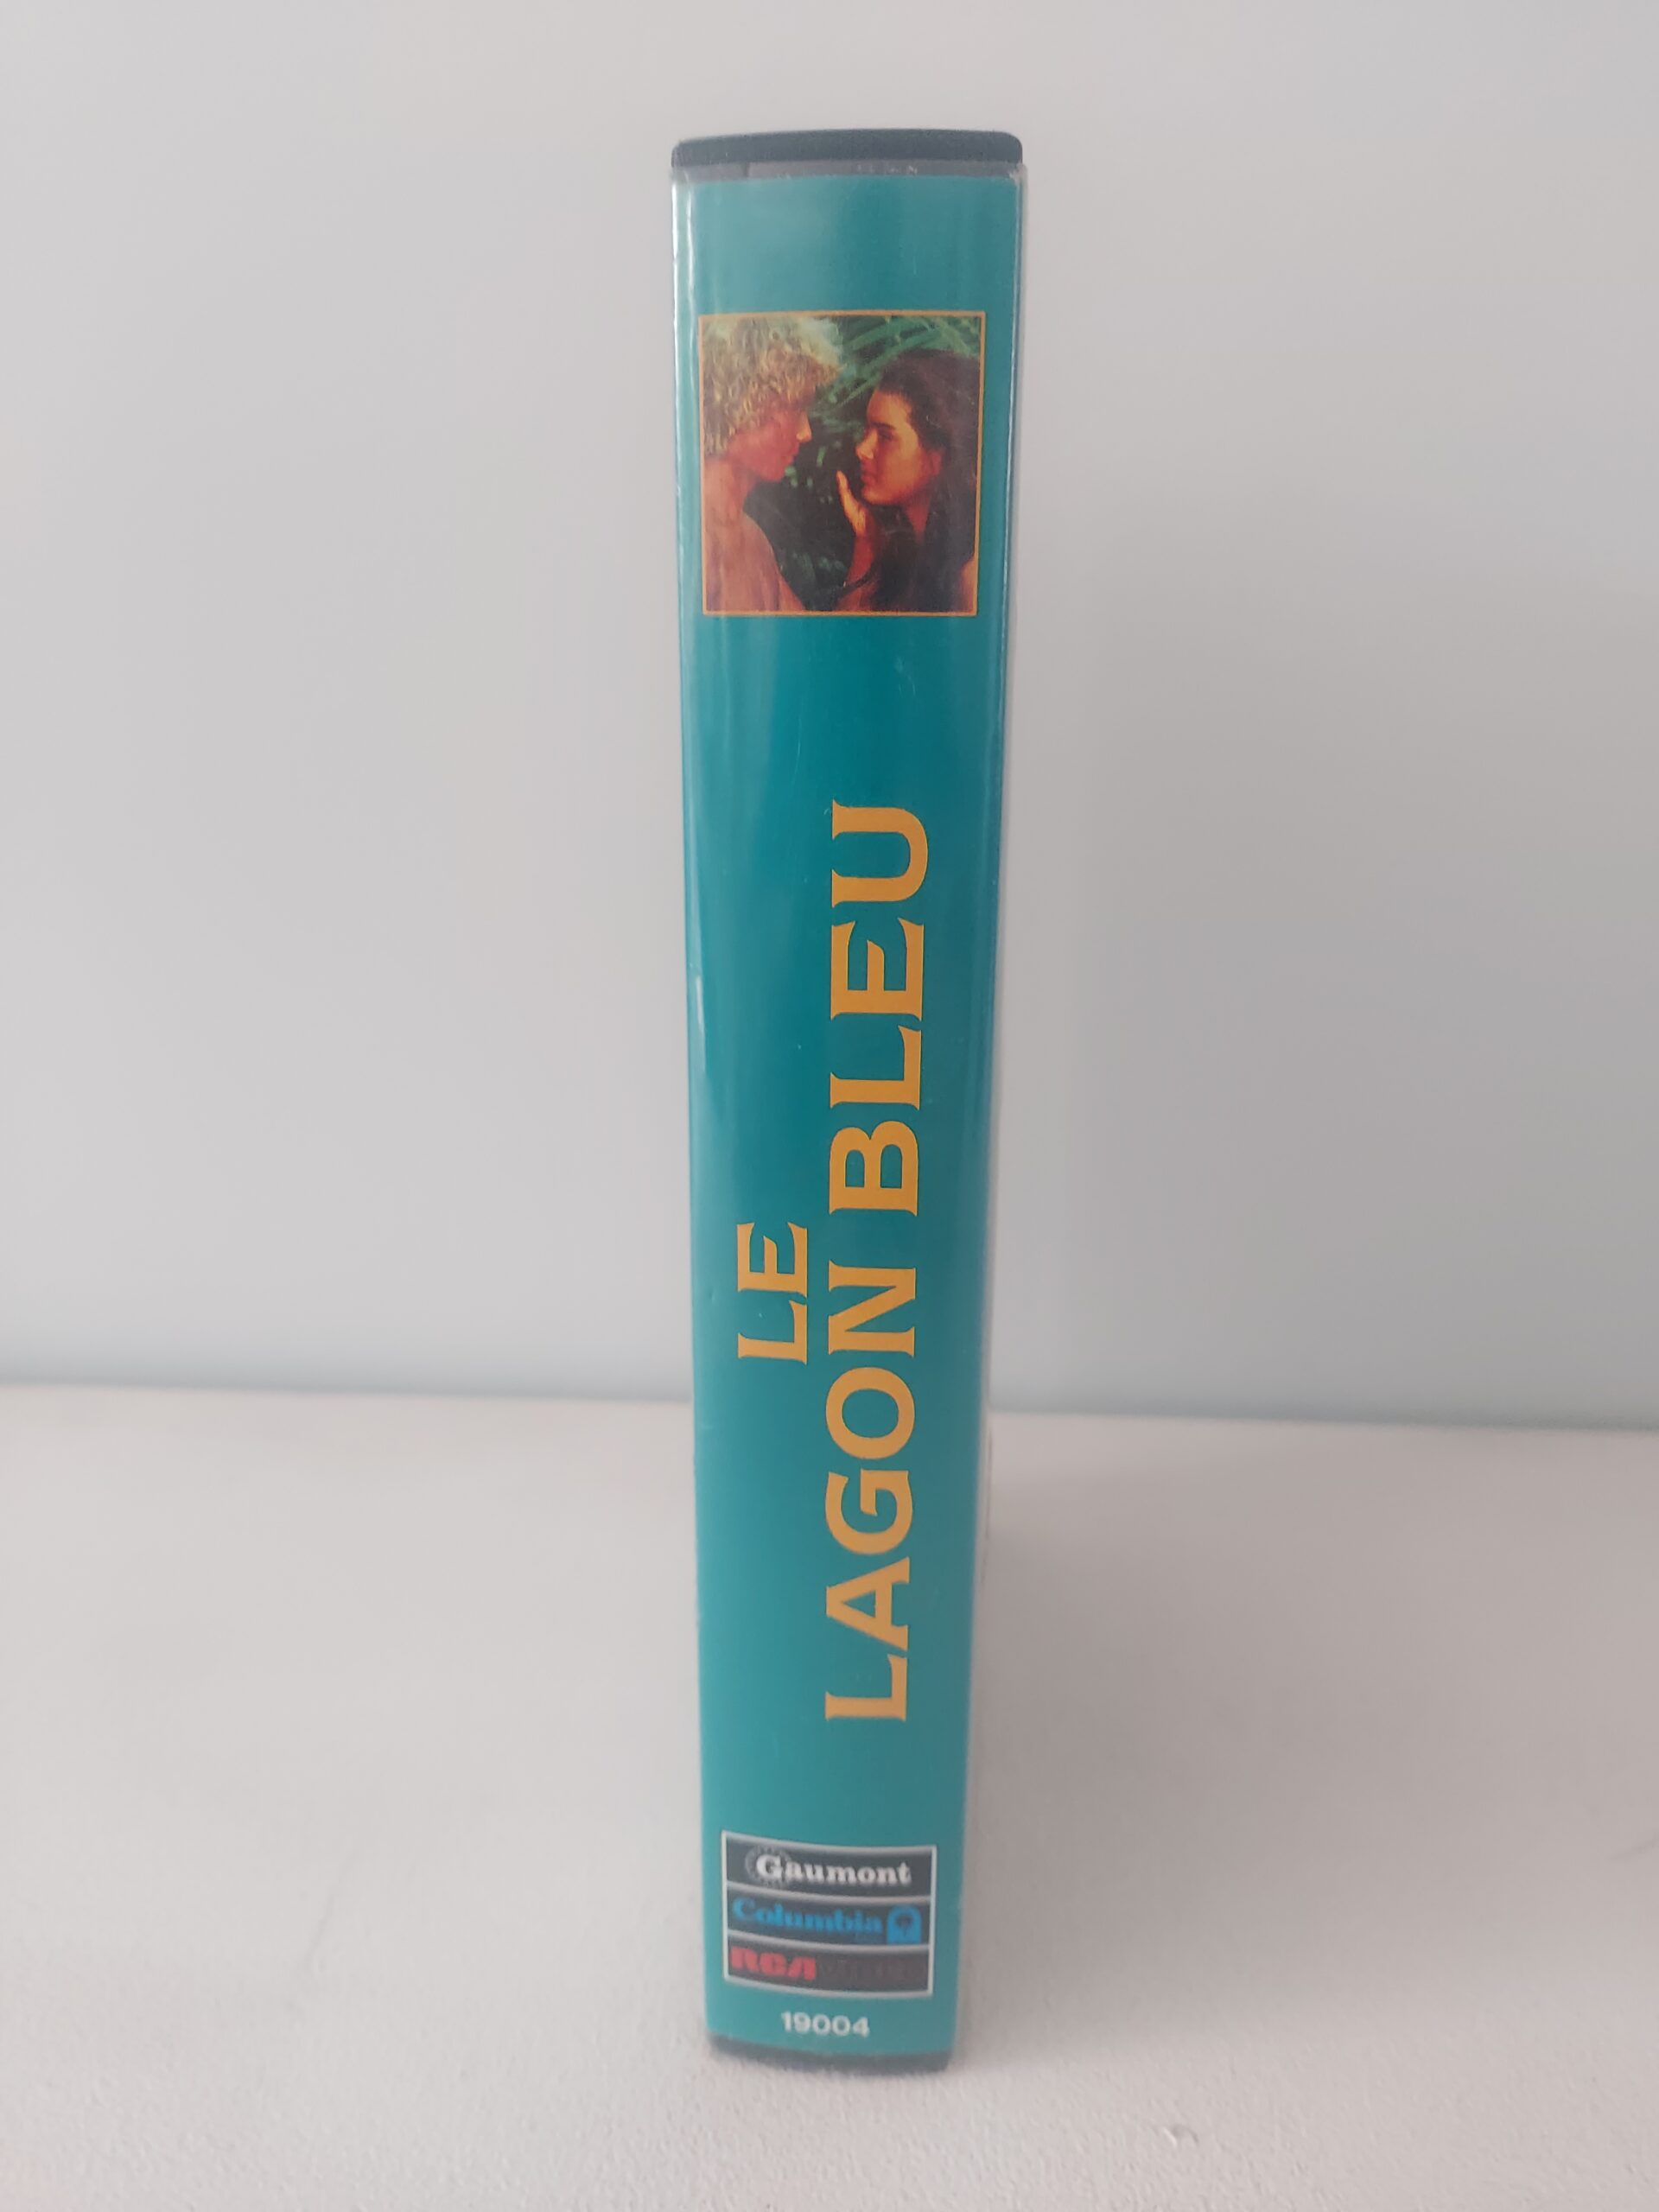 LE
LAGON BLEU
Gaumont
Columbia
RCA
19004